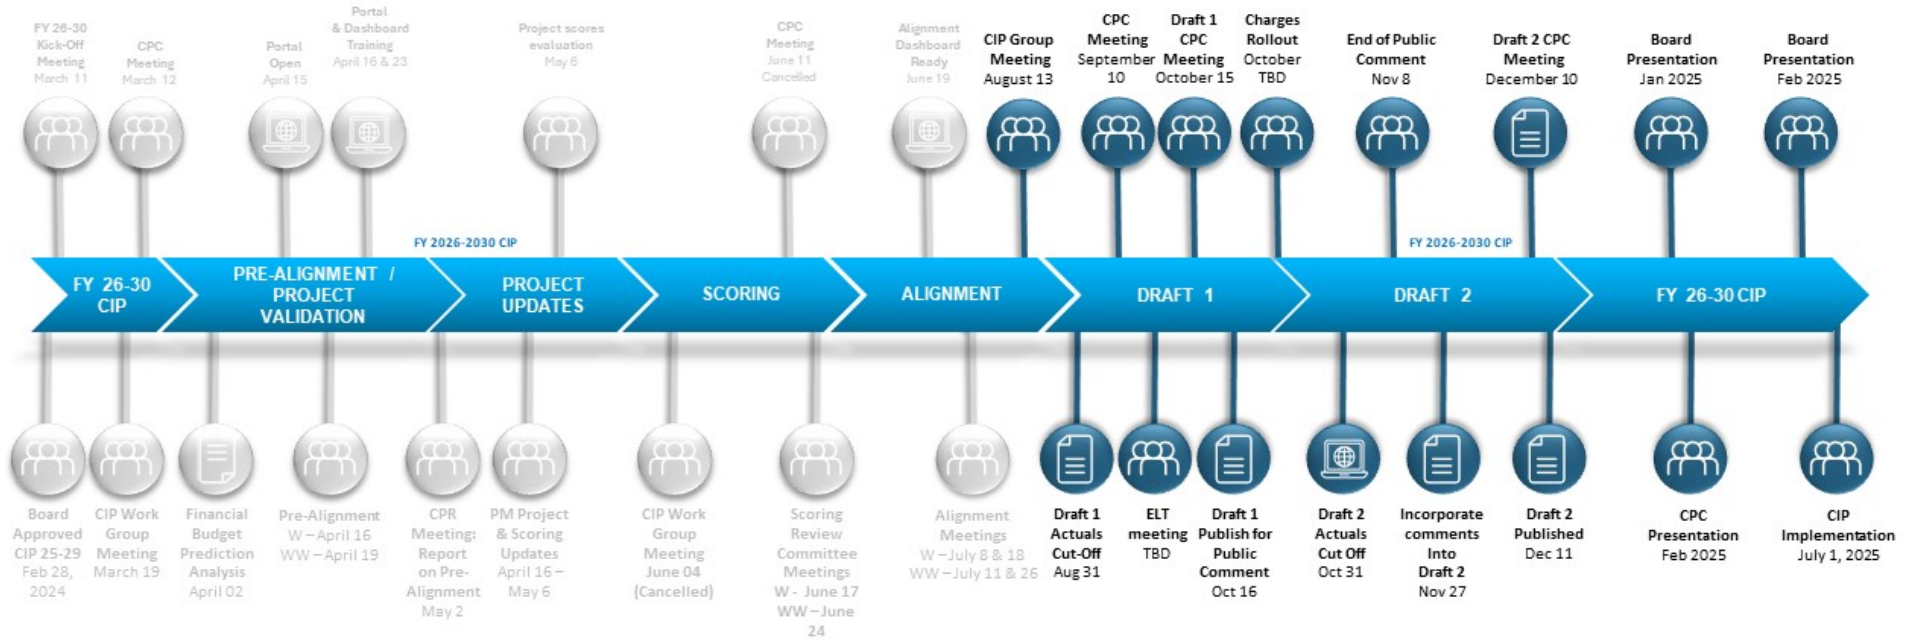 FY 26-30
Kick-Off
Meeting
March 11
CPC
Meeting
March 12
Portal
Open
April 15
Portal
& Dashboard
Training
April 16 & 23
Project scores
evaluation
May 6
CPC
Meeting
June 11
Cancelled
Alignment
Dashboard
Ready
June 19
CIP Group
Meeting
August 13
CPC
Meeting
September
10
Draft 1
CPC
Meeting
October 15
Charges
Rollout
October
TBD
End of Public
Comment
Nov 8
Draft 2 CPC
Meeting
December 10
Board
Presentation
Jan 2025
Board
Presentation
Feb 2025
FY 2026-2030 CIP
FY 2026-2030 CIP
FY 26-30
CIP
PRE-ALIGNMENT /
PROJECT
VALIDATION
PROJECT
UPDATES
SCORING
ALIGNMENT
DRAFT 1
DRAFT 2
FY 26-30 CIP
Board
Approved
CIP 25-29
Feb 28,
2024
CIP Work
Group
Meeting
March 19
Financial
Budget
Prediction
Analysis
April 02
Pre-Alignment
W – April 16
WW – April 19
CPR
Meeting:
Report
on Pre-
Alignment
May 2
PM Project
& Scoring
Updates
April 16 –
May 6
CIP Work
Group
Meeting
June 04
(Cancelled)
Scoring
Review
Committee
Meetings
W - June 17
WW – June
24
Alignment
Meetings
W – July 8 & 18
WW – July 11 & 26
Draft 1
Actuals
Cut-Off
Aug 31
ELT
meeting
TBD
Draft 1
Publish for
Public
Comment
Oct 16
Draft 2
Actuals
Cut Off
Oct 31
Incorporate
comments
Into
Draft 2
Nov 27
Draft 2
Published
Dec 11
CPC
Presentation
Feb 2025
CIP
Implementation
July 1, 2025